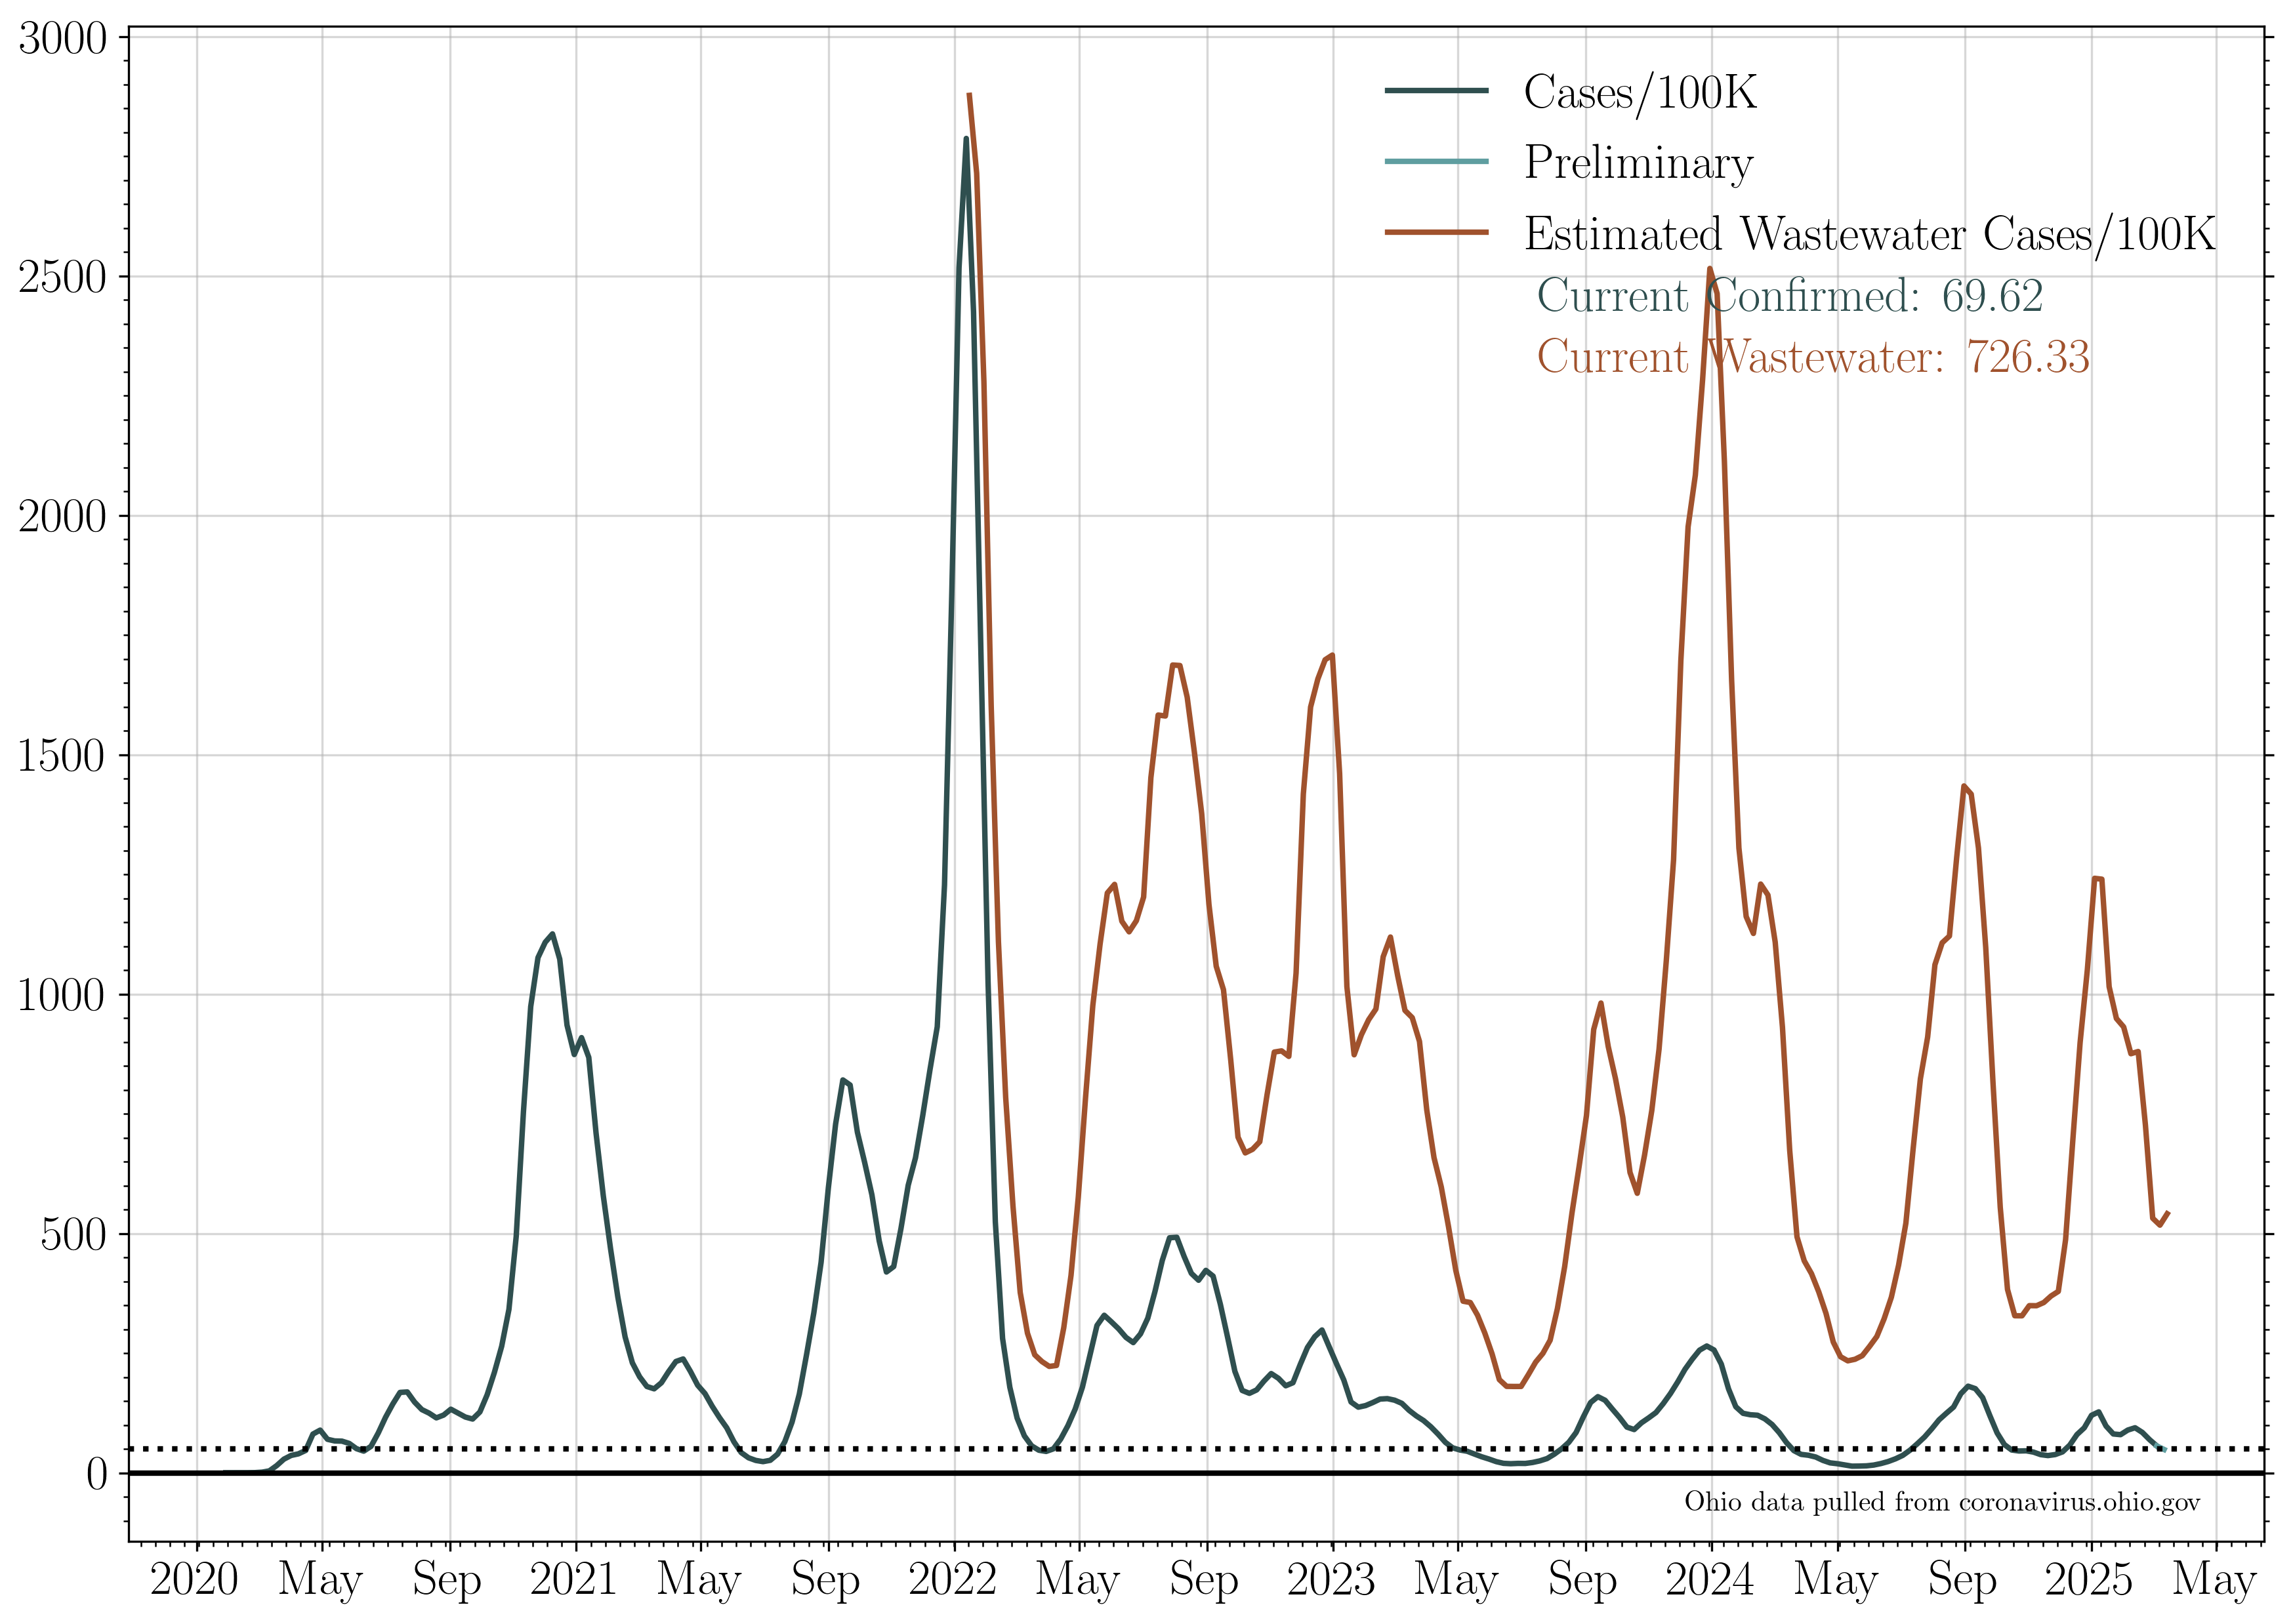 3000
2500
2000
1500
1000
500
0
Cases/100K
Preliminary
Estimated Wastewater Cases/100K
Current Confirmed: 69.62
Current Wastewater: 726.33
Ohio data pulled from coronavirus.ohio.gov
2020 May Sep 2021 May Sep 2022 May Sep 2023 May Sep 2024 May Sep 2025 May